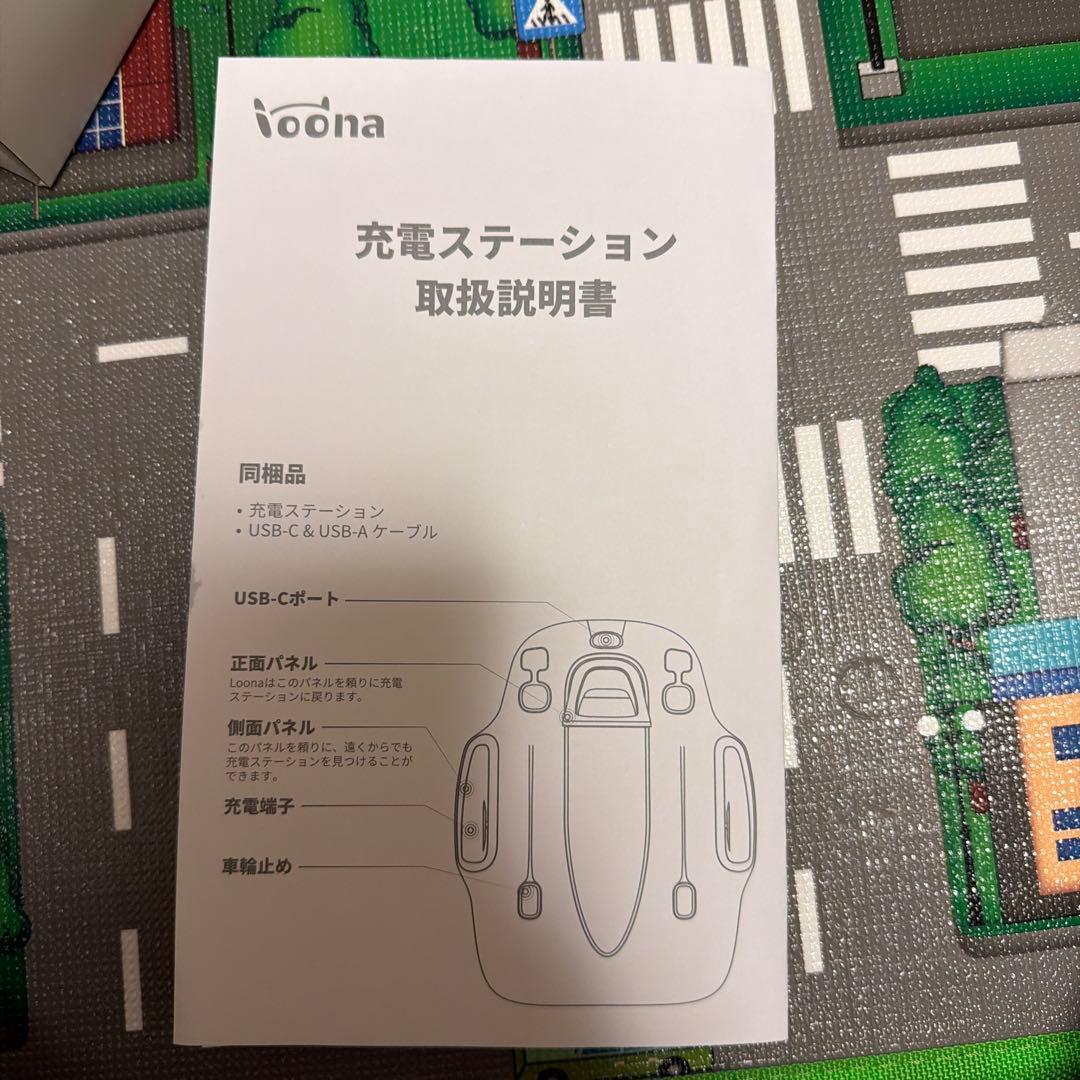 loona
充電ステーション
取扱説明書
同梱品
• 充電ステーション
• USB-C & USB-A ケーブル
USB-Cポート
正面パネル
Loonaはこのパネルを頼りに充電
ステーションに戻ります。
側面パネル
このパネルを頼りに、遠くからでも
充電ステーションを見つけることが
できます。
充電端子
車輪止め